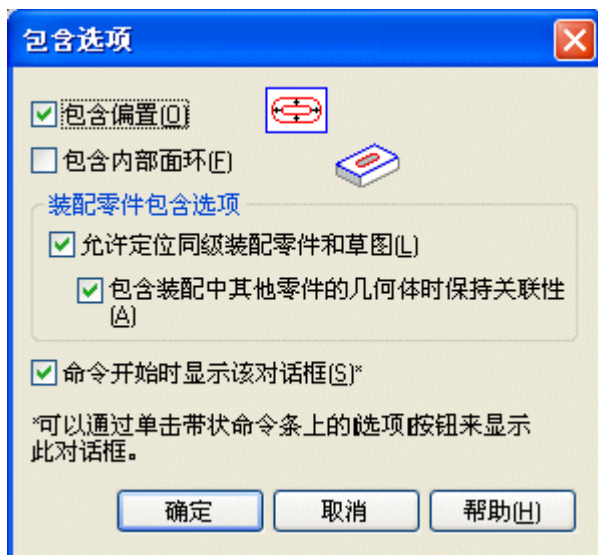 包含选项
包含偏置(O)
包含内部面环(F)
装配零件包含选项
允许定位同级装配零件和草图(L)
包含装配中其他零件的几何体时保持关联性
(A)
命令开始时显示该对话框(S)*
*可以通过单击带状命令条上的“选项”按钮来显示
此对话框。
确定
取消
帮助(H)